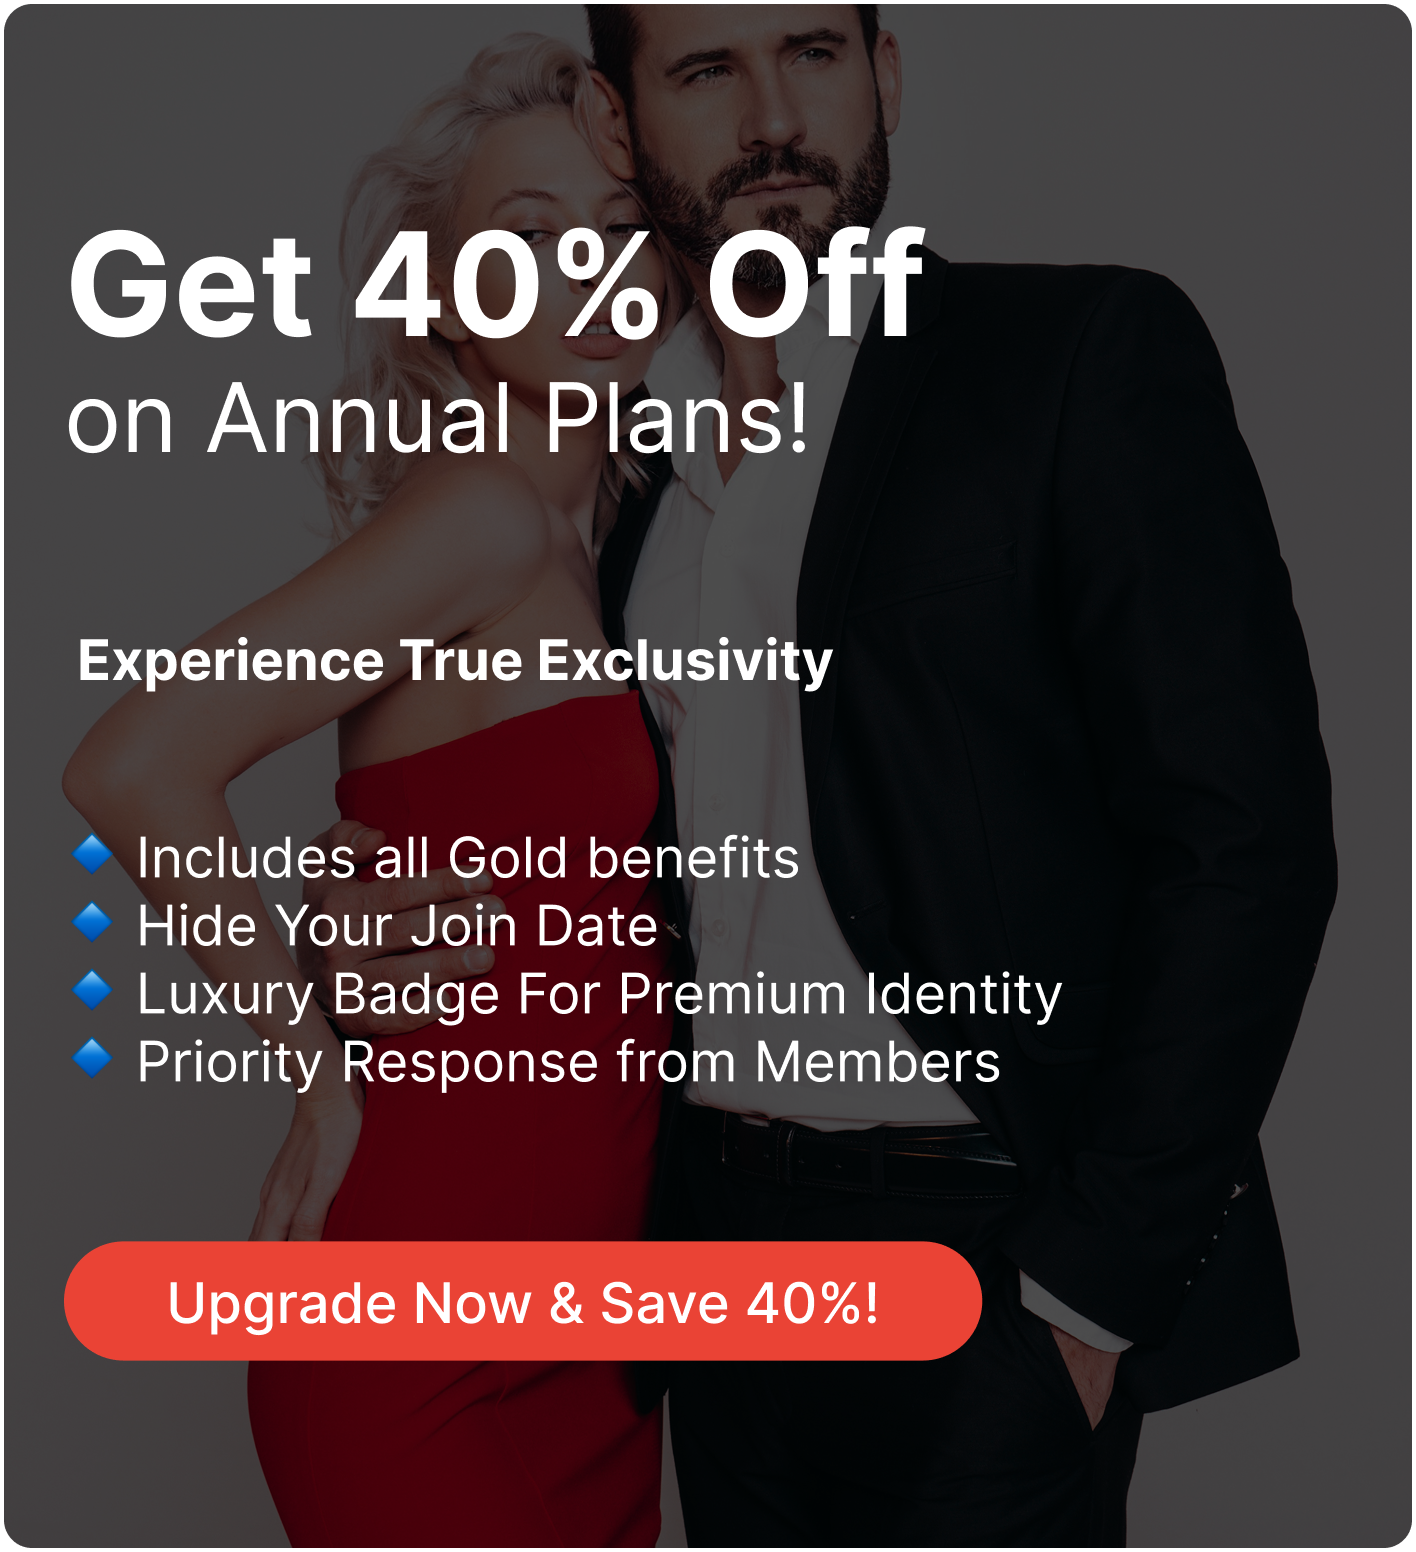 Get 40% Off
on Annual Plans!
Experience True Exclusivity
🔹 Includes all Gold benefits
🔹 Hide Your Join Date
🔹 Luxury Badge For Premium Identity
🔹 Priority Response from Members
Upgrade Now & Save 40%!